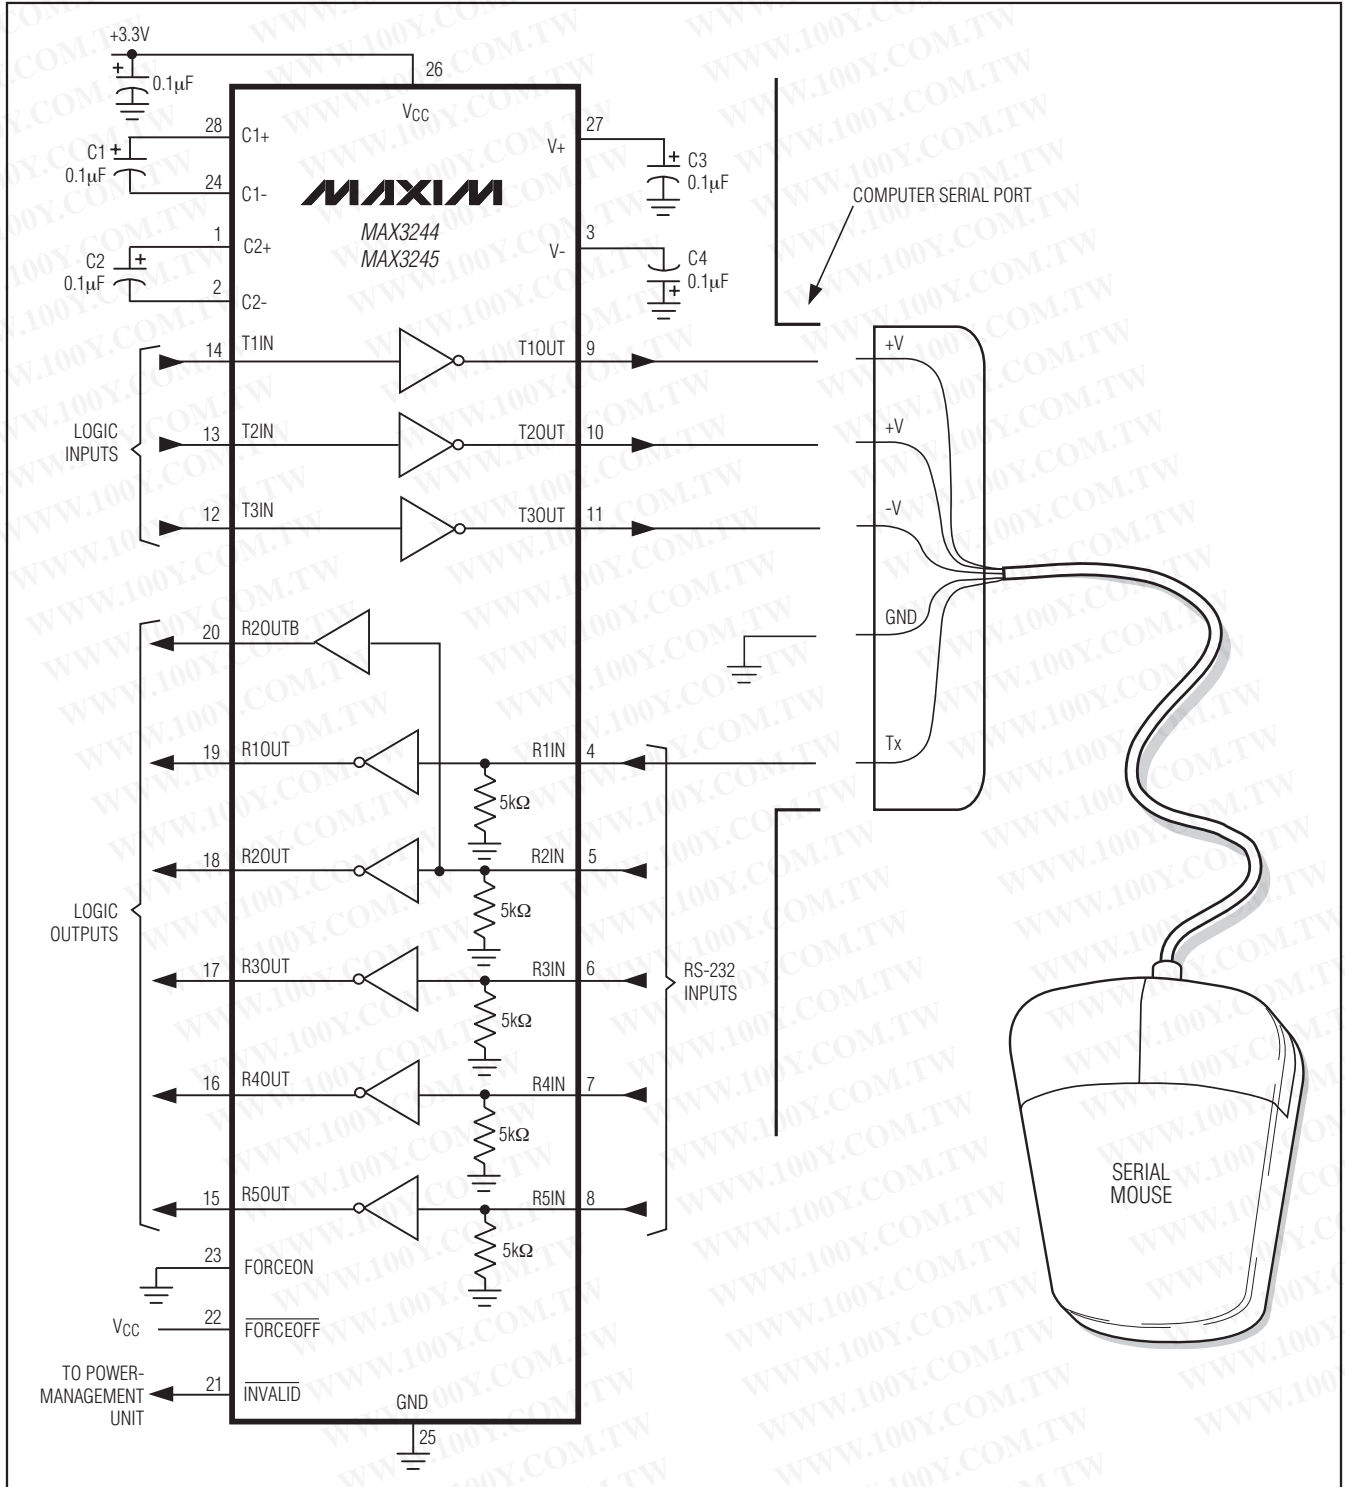 +3.3V
0.1µF
26
VCC
28
C1+
C1
0.1µF
24
C1-
1
C2+
C2
0.1µF
2
C2-
27
V+
C3
0.1µF
3
V-
C4
0.1µF
MAXIM
MAX3244
MAX3245
COMPUTER SERIAL PORT
LOGIC
INPUTS
14
T1IN
T1OUT
9
+V
13
T2IN
T2OUT
10
+V
12
T3IN
T3OUT
11
-V
20
R2OUTB
GND
19
R1OUT
R1IN
4
Tx
5kΩ
18
R2OUT
R2IN
5
5kΩ
LOGIC
OUTPUTS
17
R3OUT
R3IN
6
5kΩ
RS-232
INPUTS
16
R4OUT
R4IN
7
5kΩ
15
R5OUT
R5IN
8
5kΩ
SERIAL
MOUSE
23
FORCEON
VCC
22
FORCEOFF
TO POWER-
MANAGEMENT
UNIT
21
INVALID
GND
25
WWW.100Y.COM.TW